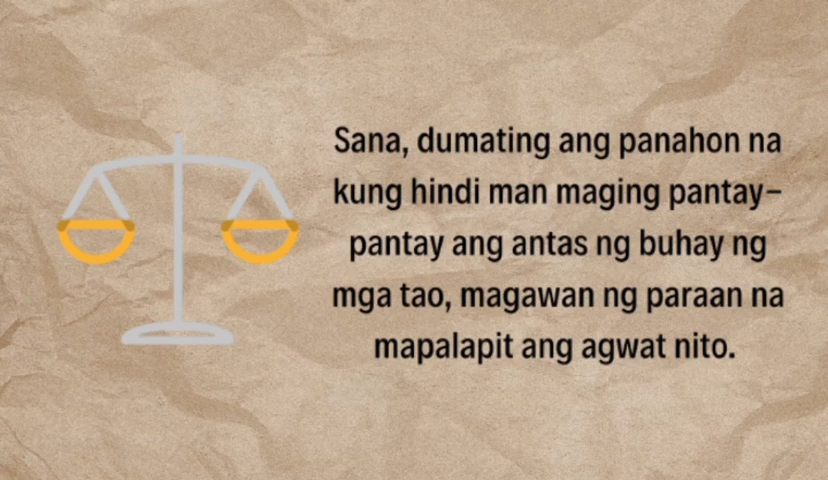 Sana, dumating ang panahon na
kung hindi man maging pantay–
pantay ang antas ng buhay ng
mga tao, magawan ng paraan na
mapalapit ang agwat nito.